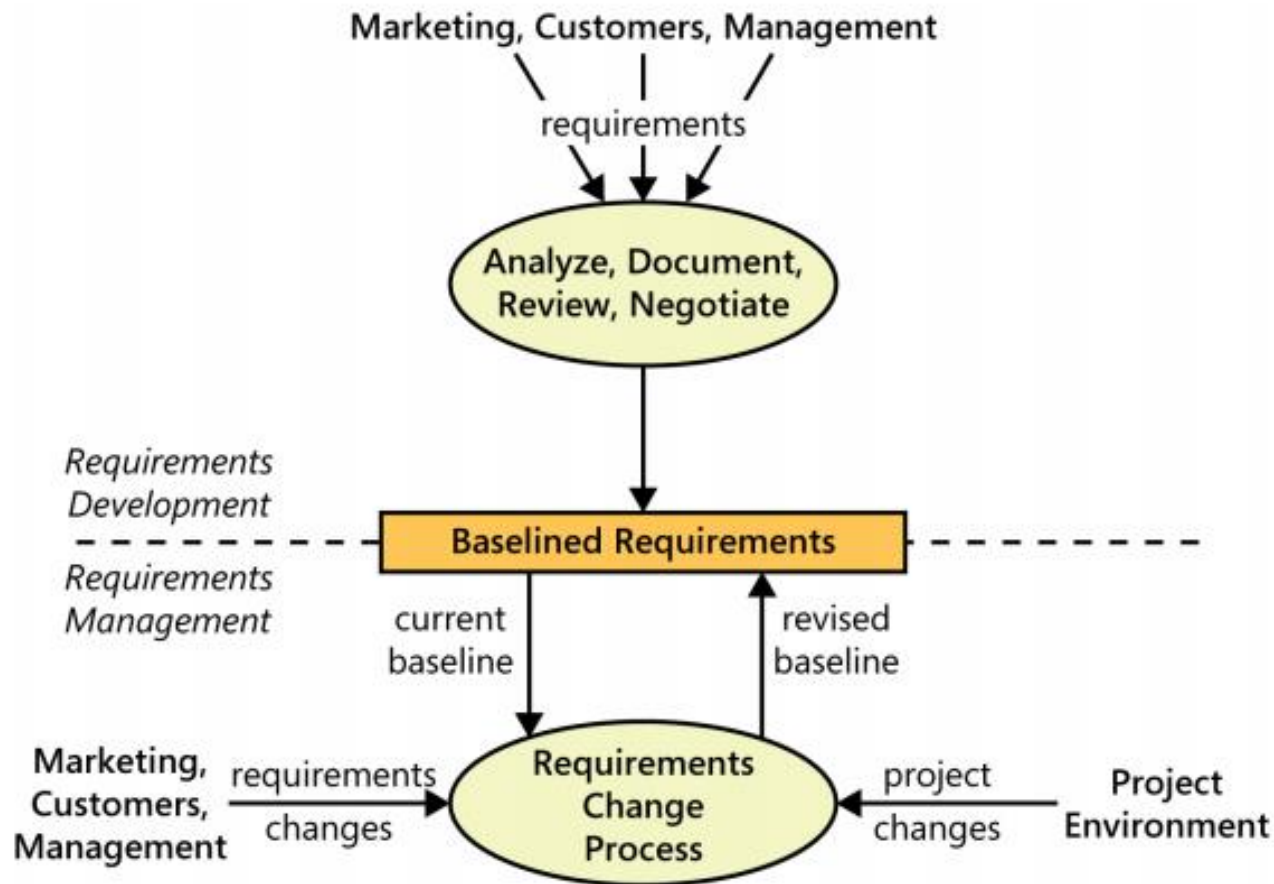 Marketing, Customers, Management
requirements
Analyze, Document,
Review, Negotiate
Requirements
Development
Baselined Requirements
Requirements
Management
current
baseline
revised
baseline
Marketing,
Customers,
Management
requirements
changes
Requirements
Change
Process
project
changes
Project
Environment